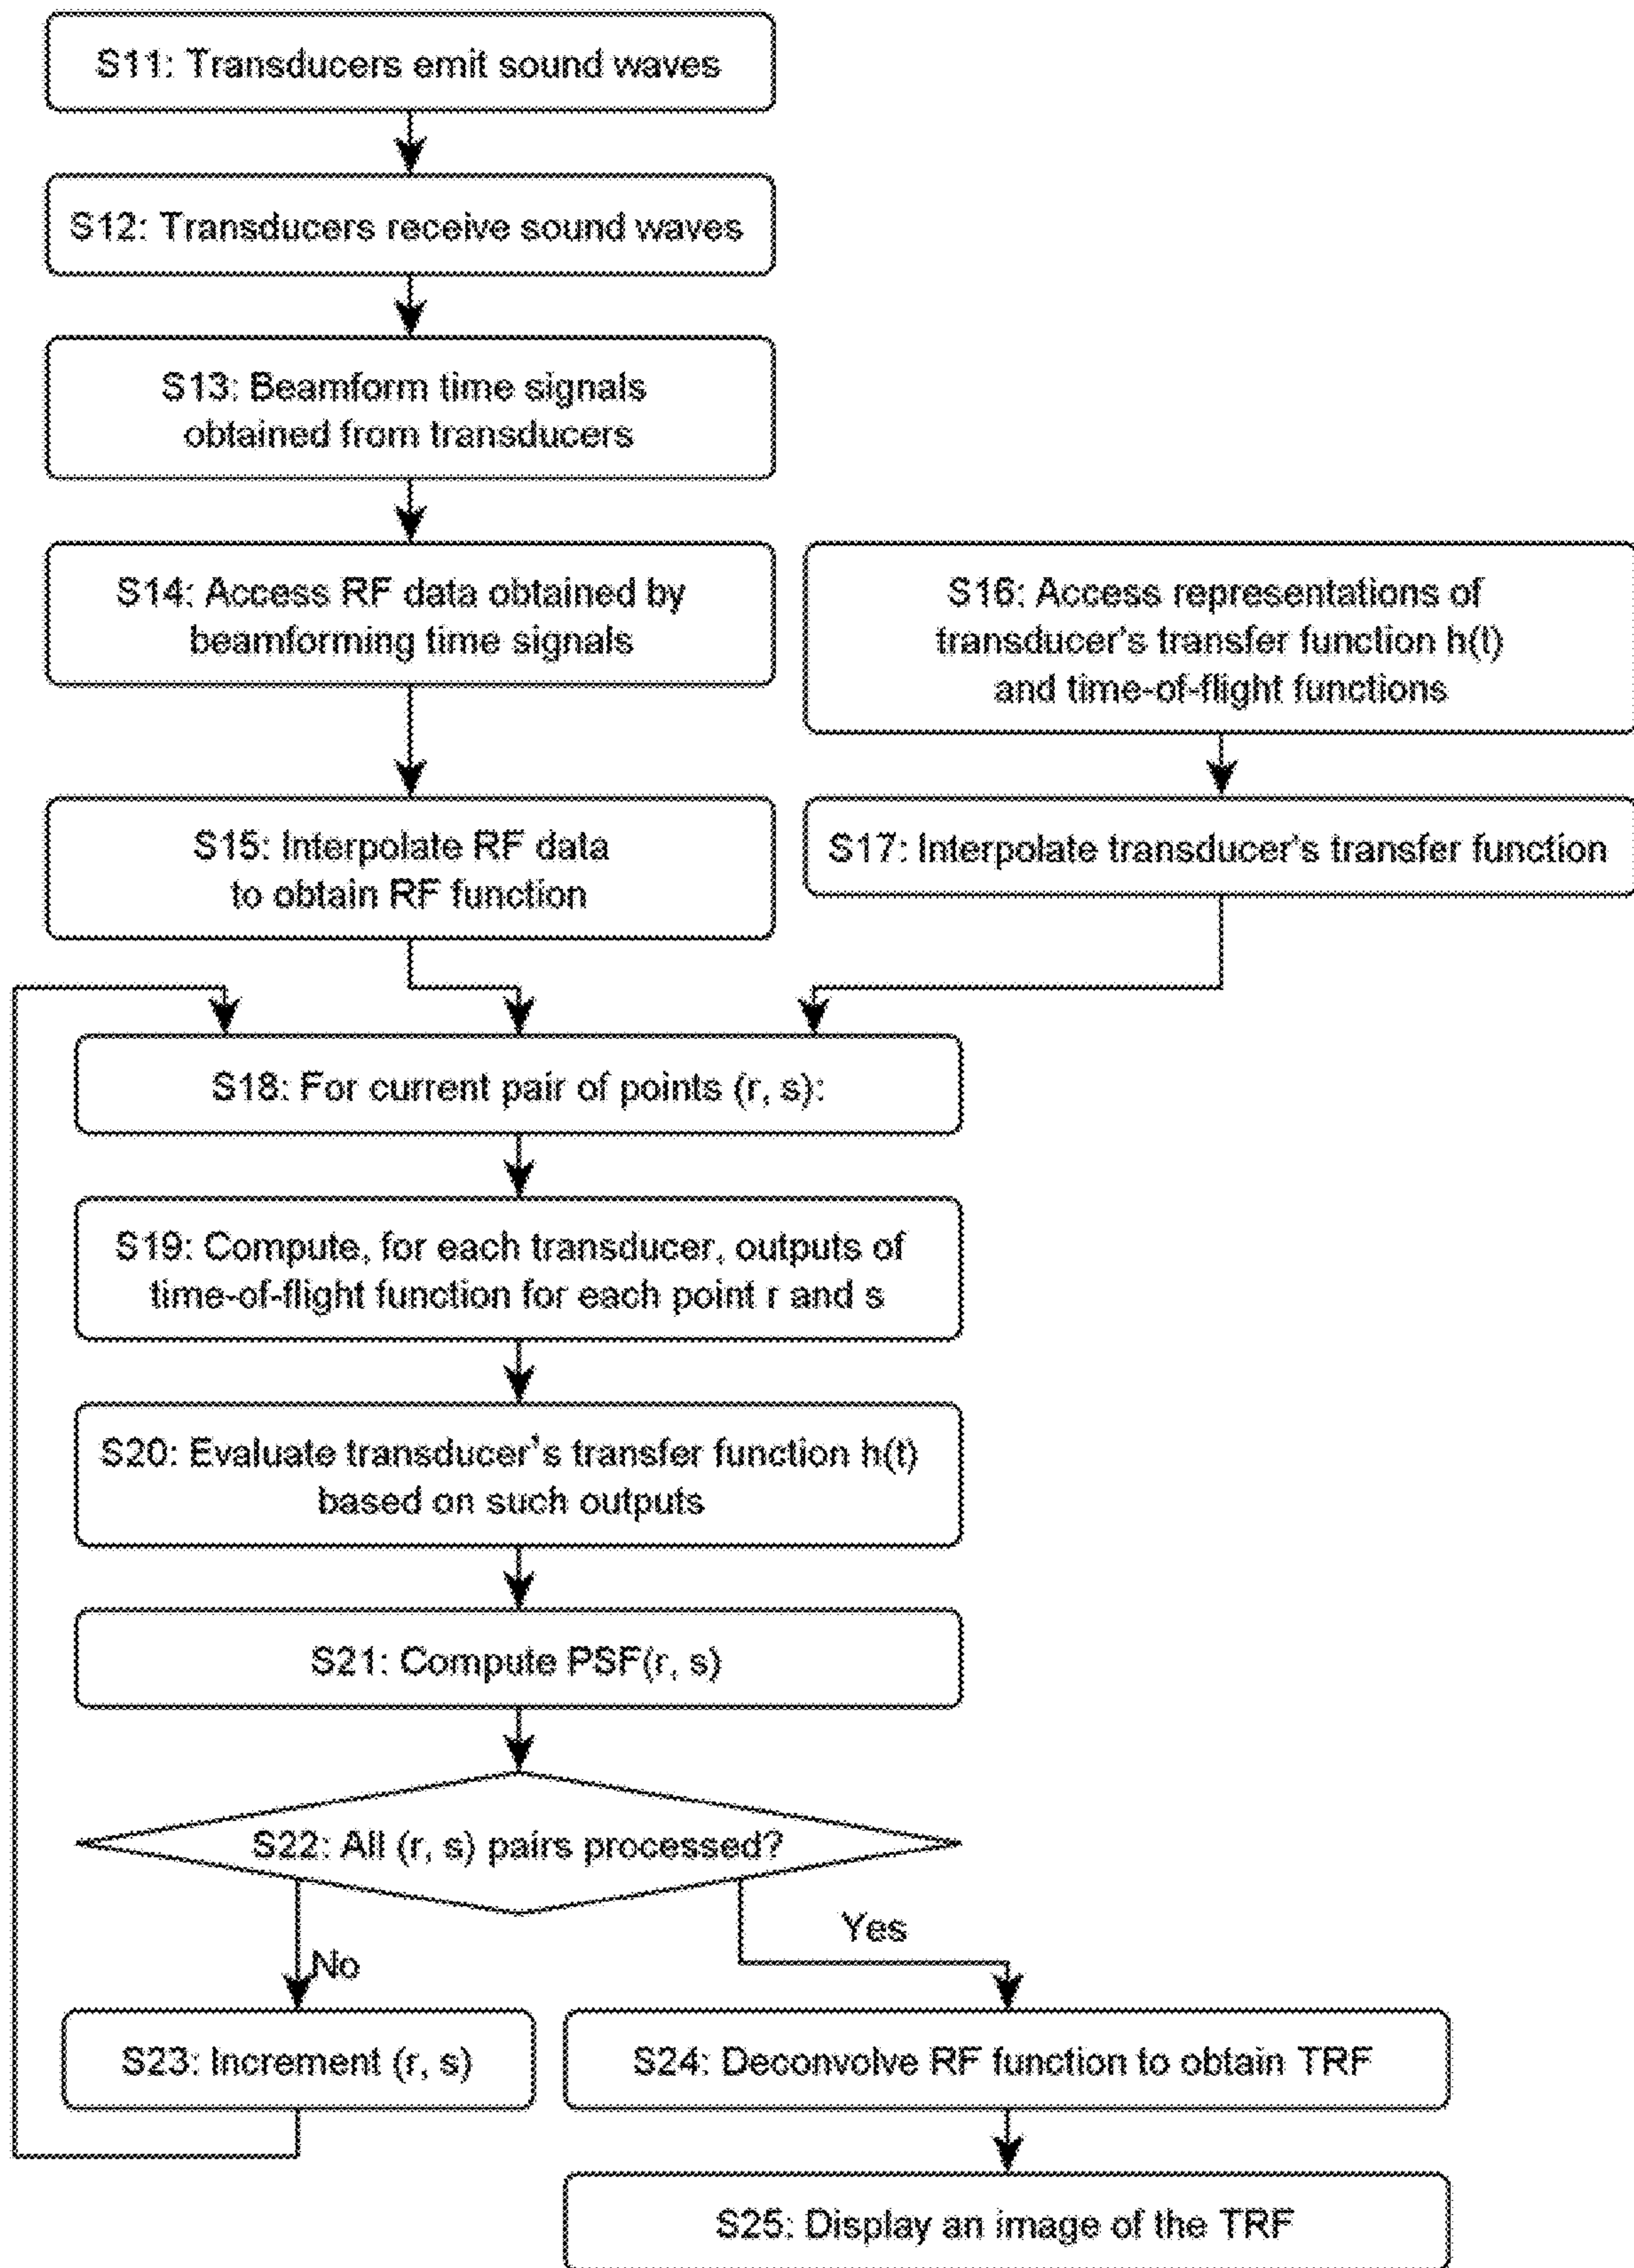 S11: Transducers emit sound waves
S12: Transducers receive sound waves
S13: Beamform time signals
obtained from transducers
S14: Access RF data obtained by
beamforming time signals
S16: Access representations of
transducer's transfer function h(t)
and time-of-flight functions
S15: Interpolate RF data
to obtain RF function
S17: Interpolate transducer's transfer function
S18: For current pair of points (r, s):
S19: Compute, for each transducer, outputs of
time-of-flight function for each point r and s
S20: Evaluate transducer's transfer function h(t)
based on such outputs
S21: Compute PSF(r, s)
S22: All (r, s) pairs processed?
Yes
No
S23: Increment (r, s)
S24: Deconvolve RF function to obtain TRF
S25: Display an image of the TRF